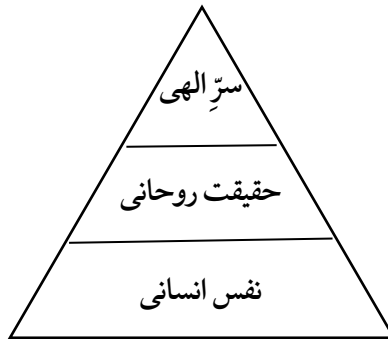 سرِّ الهی
حقیقت روحانی
نفس انسانی